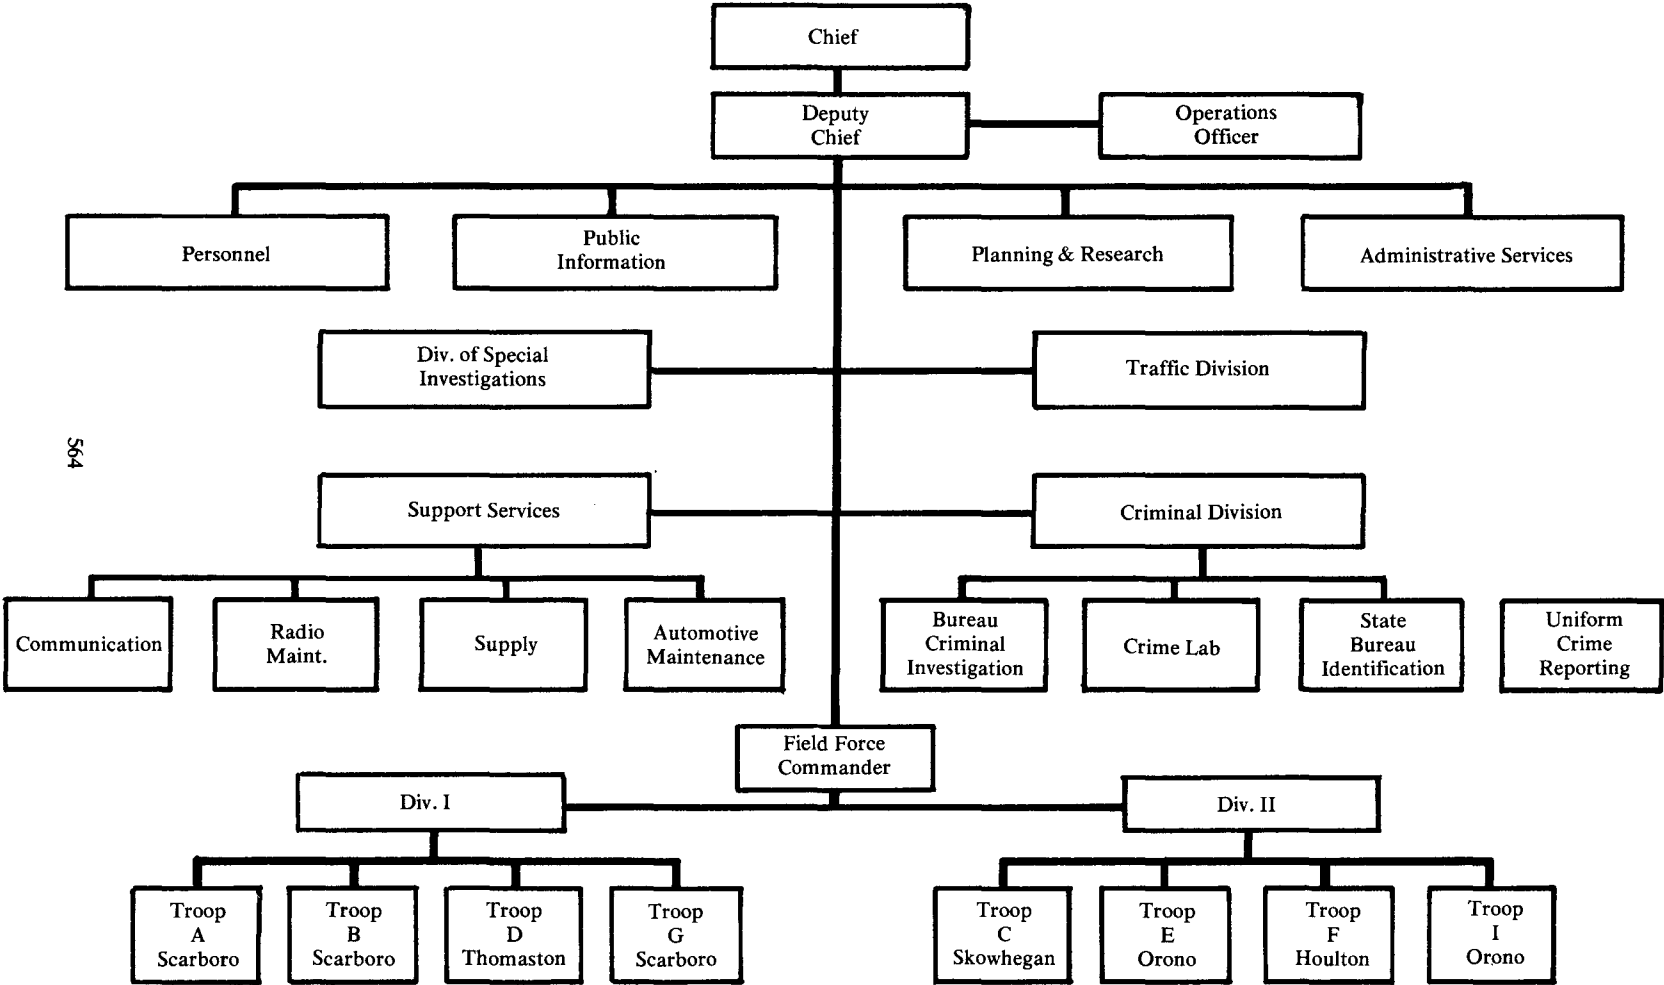 Chief
Deputy
Chief
Operations
Officer
Personnel
Public
Information
Planning & Research
Administrative Services
Div. of Special
Investigations
Traffic Division
564
Support Services
Criminal Division
Communication
Radio
Maint.
Supply
Automotive
Maintenance
Bureau
Criminal
Investigation
Crime Lab
State
Bureau
Identification
Uniform
Crime
Reporting
Field Force
Commander
Div. I
Div. II
Troop
A
Scarboro
Troop
B
Scarboro
Troop
D
Thomaston
Troop
G
Scarboro
Troop
C
Skowhegan
Troop
E
Orono
Troop
F
Houlton
Troop
I
Orono